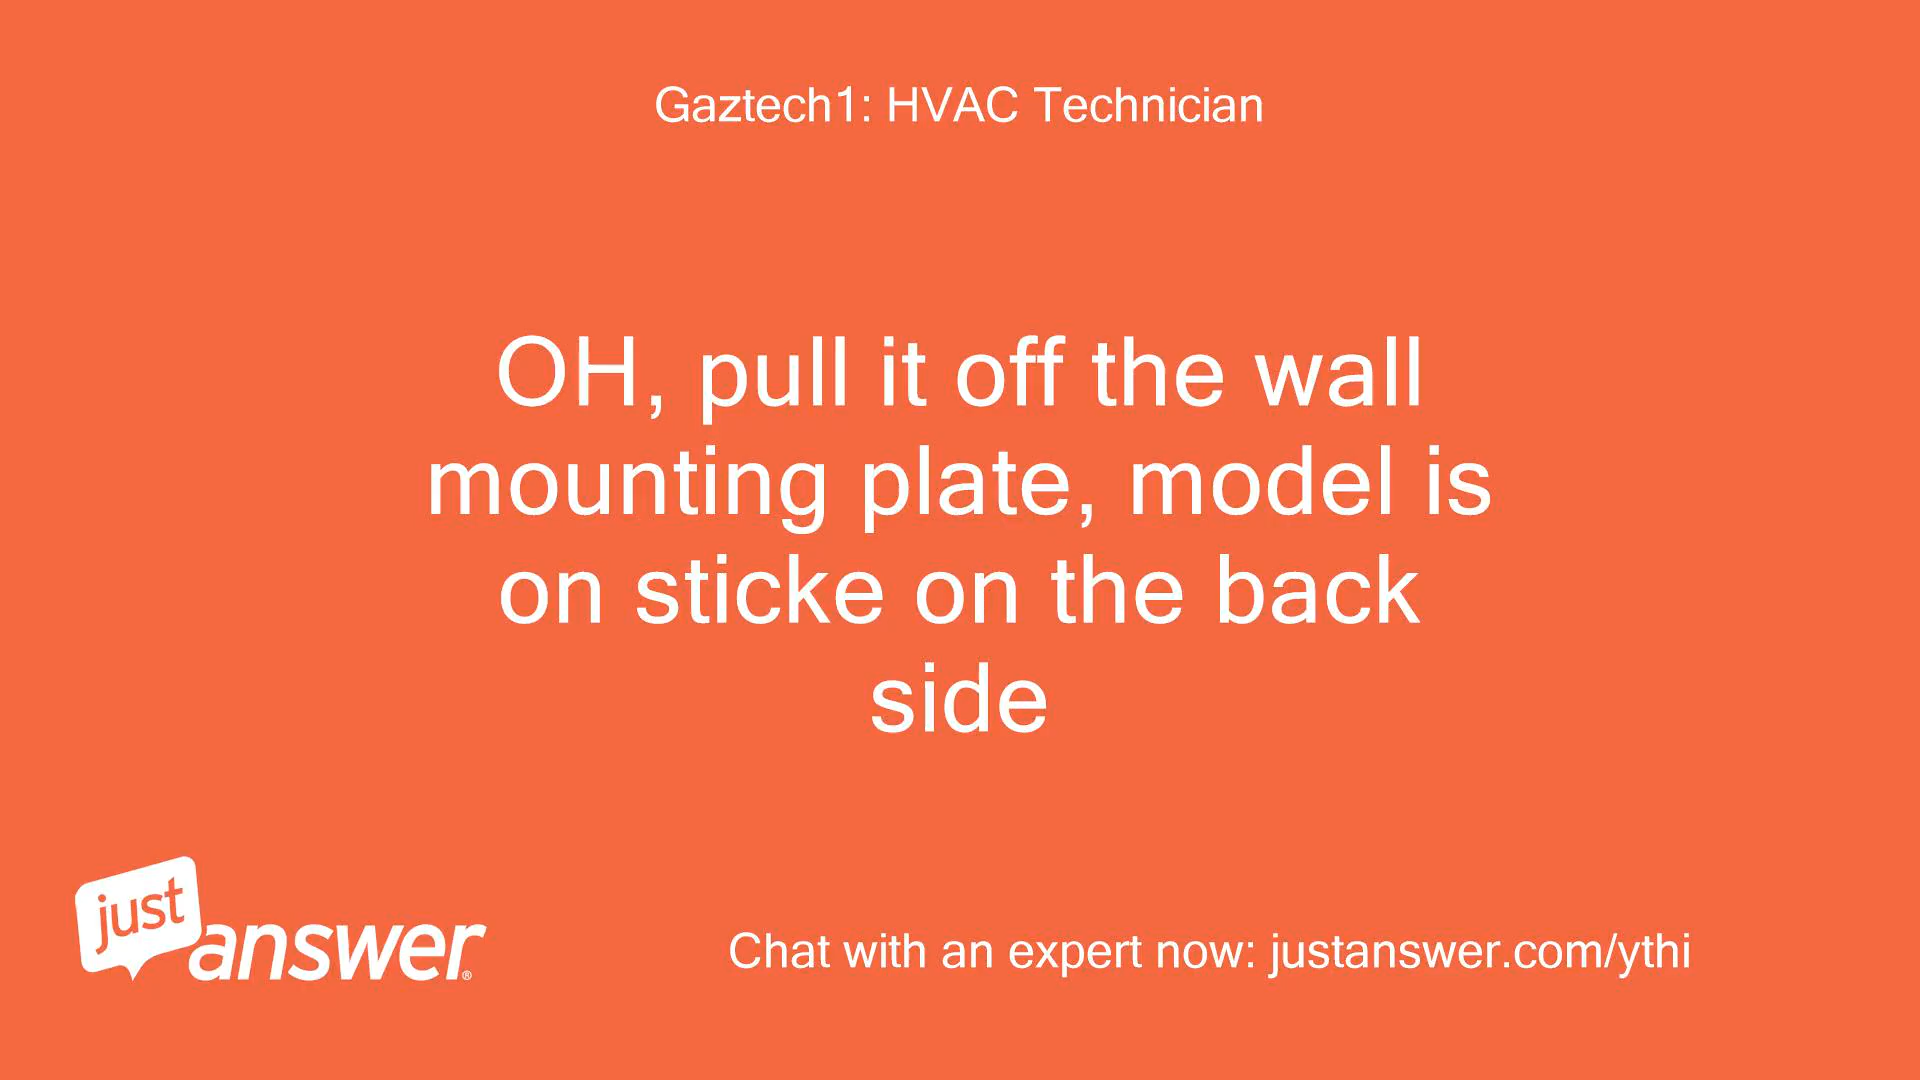 Gaztech1: HVAC Technician
OH, pull it off the wall
mounting plate, model is
on sticke on the back
side
just
answer®
Chat with an expert now: justanswer.com/ythi